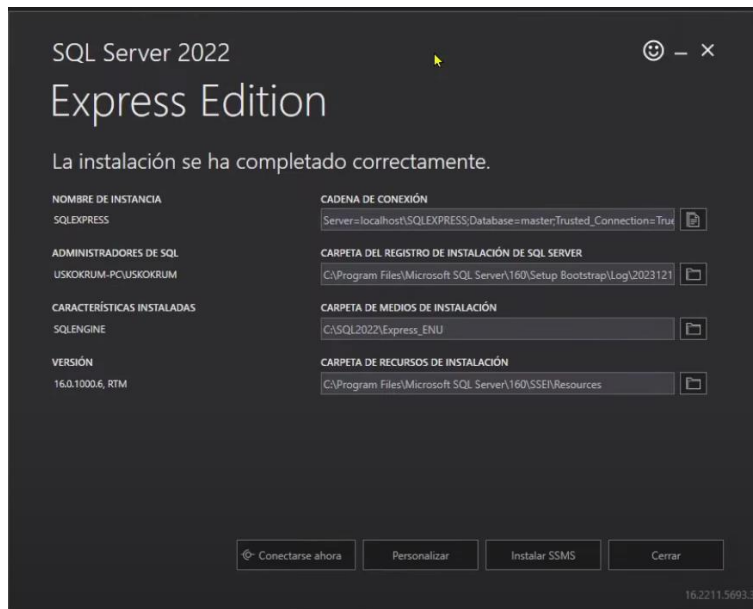 SQL Server 2022
Express Edition
La instalación se ha completado correctamente.
NOMBRE DE INSTANCIA
SQLEXPRESS
CADENA DE CONEXIÓN
Server=localhost\SQLEXPRESS;Database=master;Trusted_Connection=True
ADMINISTRADORES DE SQL
USKOKRUM-PC\USKOKRUM
CARPETA DEL REGISTRO DE INSTALACIÓN DE SQL SERVER
C:\Program Files\Microsoft SQL Server\160\Setup Bootstrap\Log\2023121
CARACTERÍSTICAS INSTALADAS
SQLENGINE
CARPETA DE MEDIOS DE INSTALACIÓN
C:\SQL2022\Express_ENU
VERSIÓN
16.0.1000.6, RTM
CARPETA DE RECURSOS DE INSTALACIÓN
C:\Program Files\Microsoft SQL Server\160\SSEI\Resources
Conectarse ahora
Personalizar
Instalar SSMS
Cerrar
16.2211.5693.